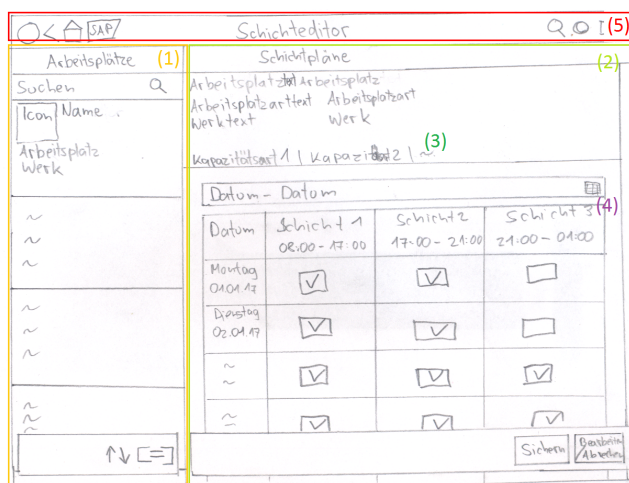 SAP Schichteditor (5)
Arbeitsplätze (1)
Suchen
Icon Name
Arbeitsplatz
Werk
~
~
~
~
~
~
~
~
~
Schichtpläne (2)
Arbeitsplatztxt Arbeitsplatz
Arbeitsplatzarttext Arbeitsplatzart
Werktext Werk
(3)
Kapazitätsart 1 | Kapazität 2 | ~
Datum - Datum
(4)
Datum Schicht 1 Schicht 2 Schicht 3
08:00 - 17:00 17:00 - 21:00 21:00 - 01:00
Montag
01.01.17
Dienstag
02.01.17
~
~
~
~
Sichern Bearbeiten
Abbrechen